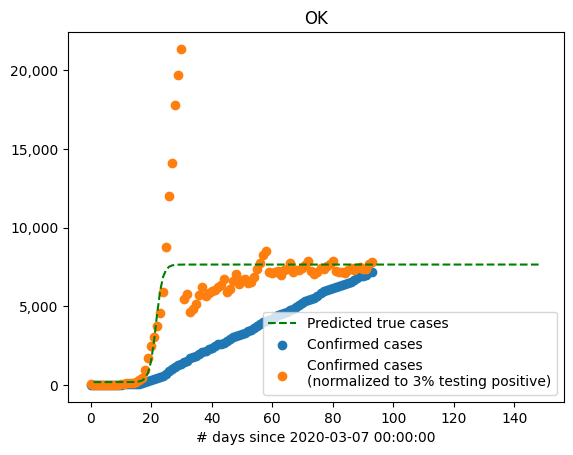 OK
20,000
15,000
10,000
5,000
0
Predicted true cases
Confirmed cases
Confirmed cases
(normalized to 3% testing positive)
0 20 40 60 80 100 120 140
# days since 2020-03-07 00:00:00